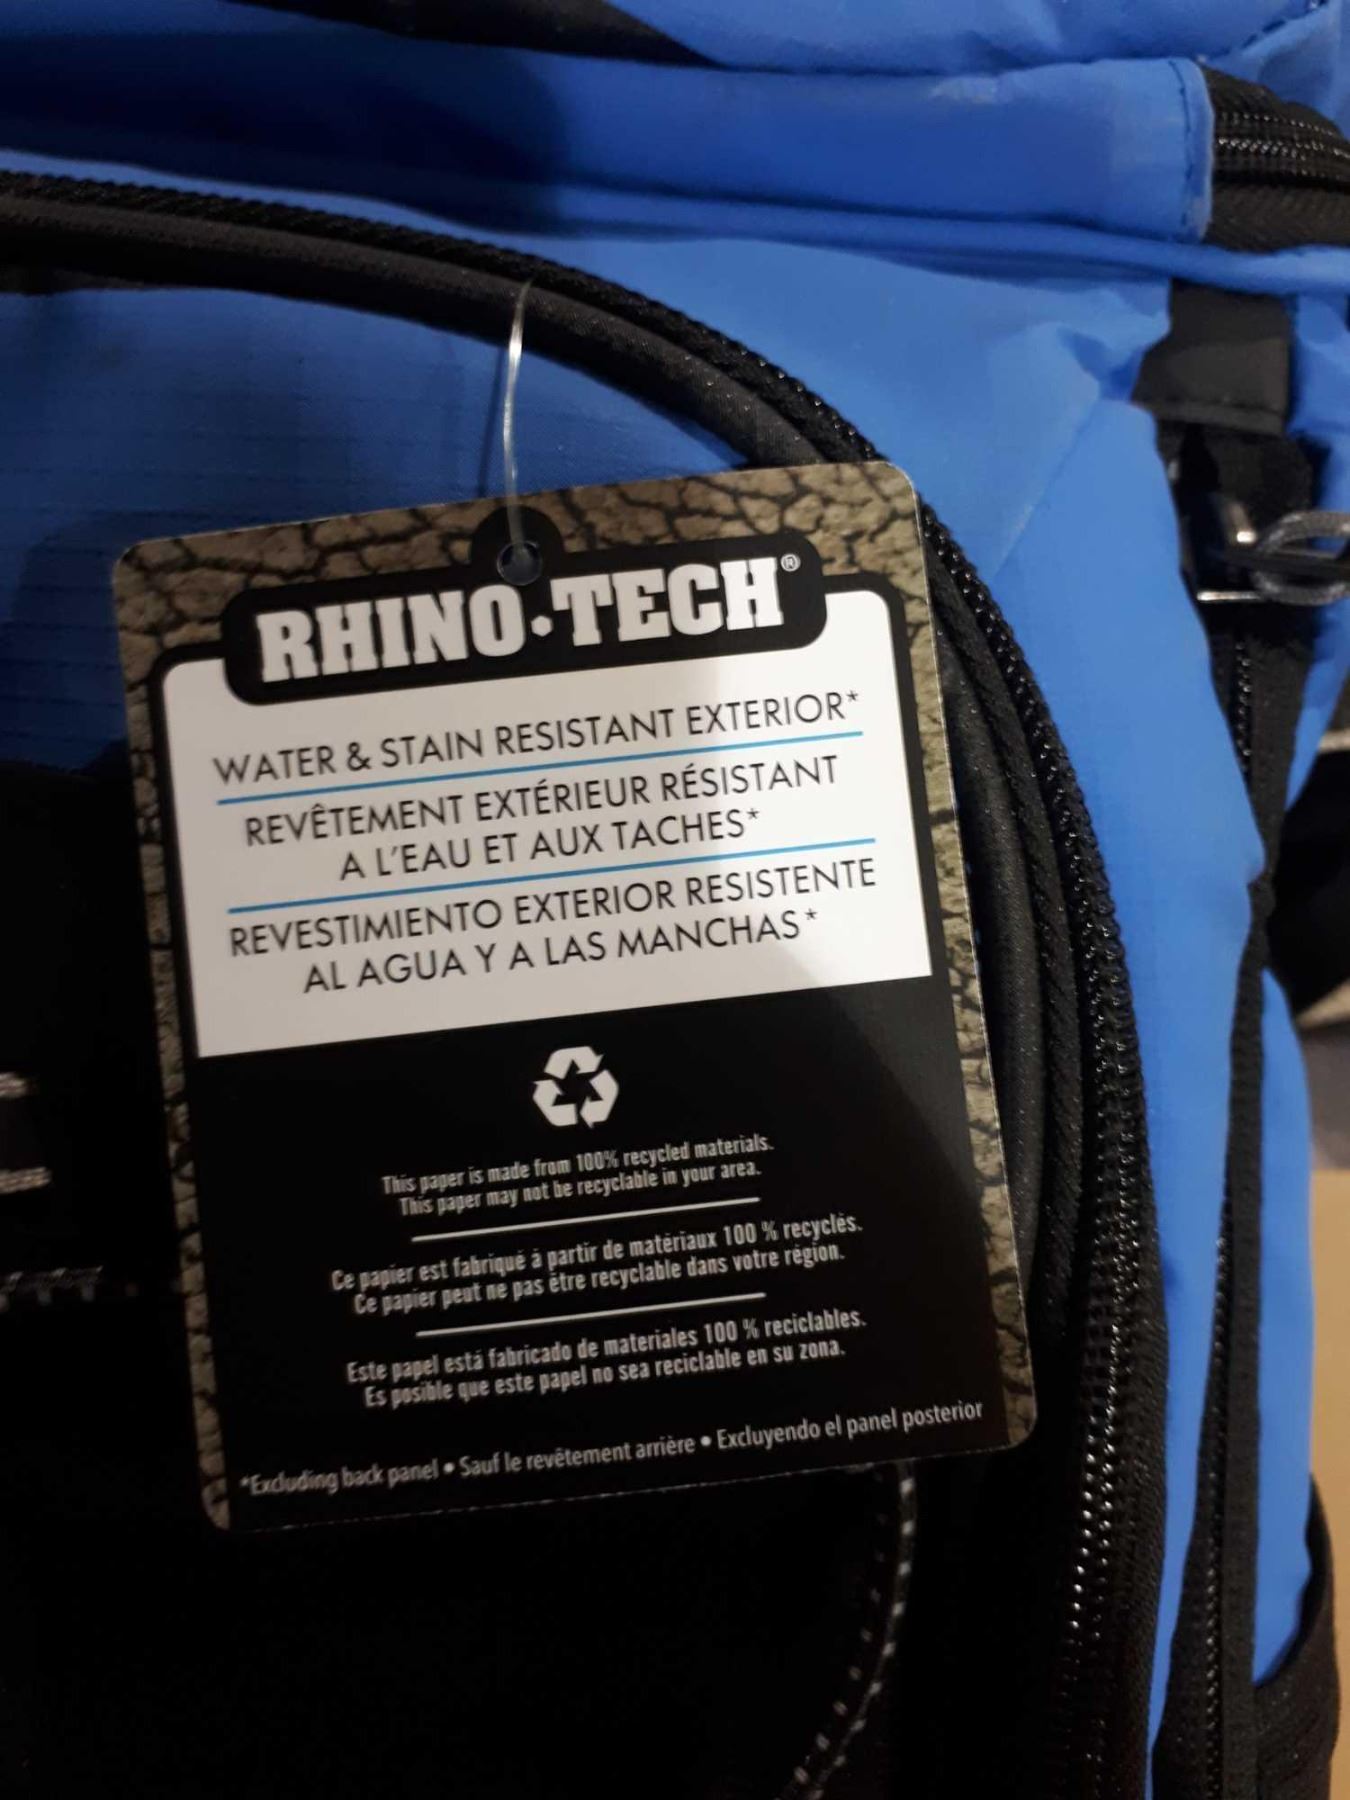 RHINO·TECH®
WATER & STAIN RESISTANT EXTERIOR*
REVÊTEMENT EXTÉRIEUR RÉSISTANT
A L'EAU ET AUX TACHES*
REVESTIMIENTO EXTERIOR RESISTENTE
AL AGUA Y A LAS MANCHAS*
This paper is made from 100% recycled materials.
This paper may not be recyclable in your area.
Ce papier est fabriqué à partir de matériaux 100 % recyclés.
Ce papier peut ne pas être recyclable dans votre région.
Este papel está fabricado de materiales 100 % reciclables.
Es posible que este papel no sea reciclable en su zona.
*Excluding back panel • Sauf le revêtement arrière • Excluyendo el panel posterior